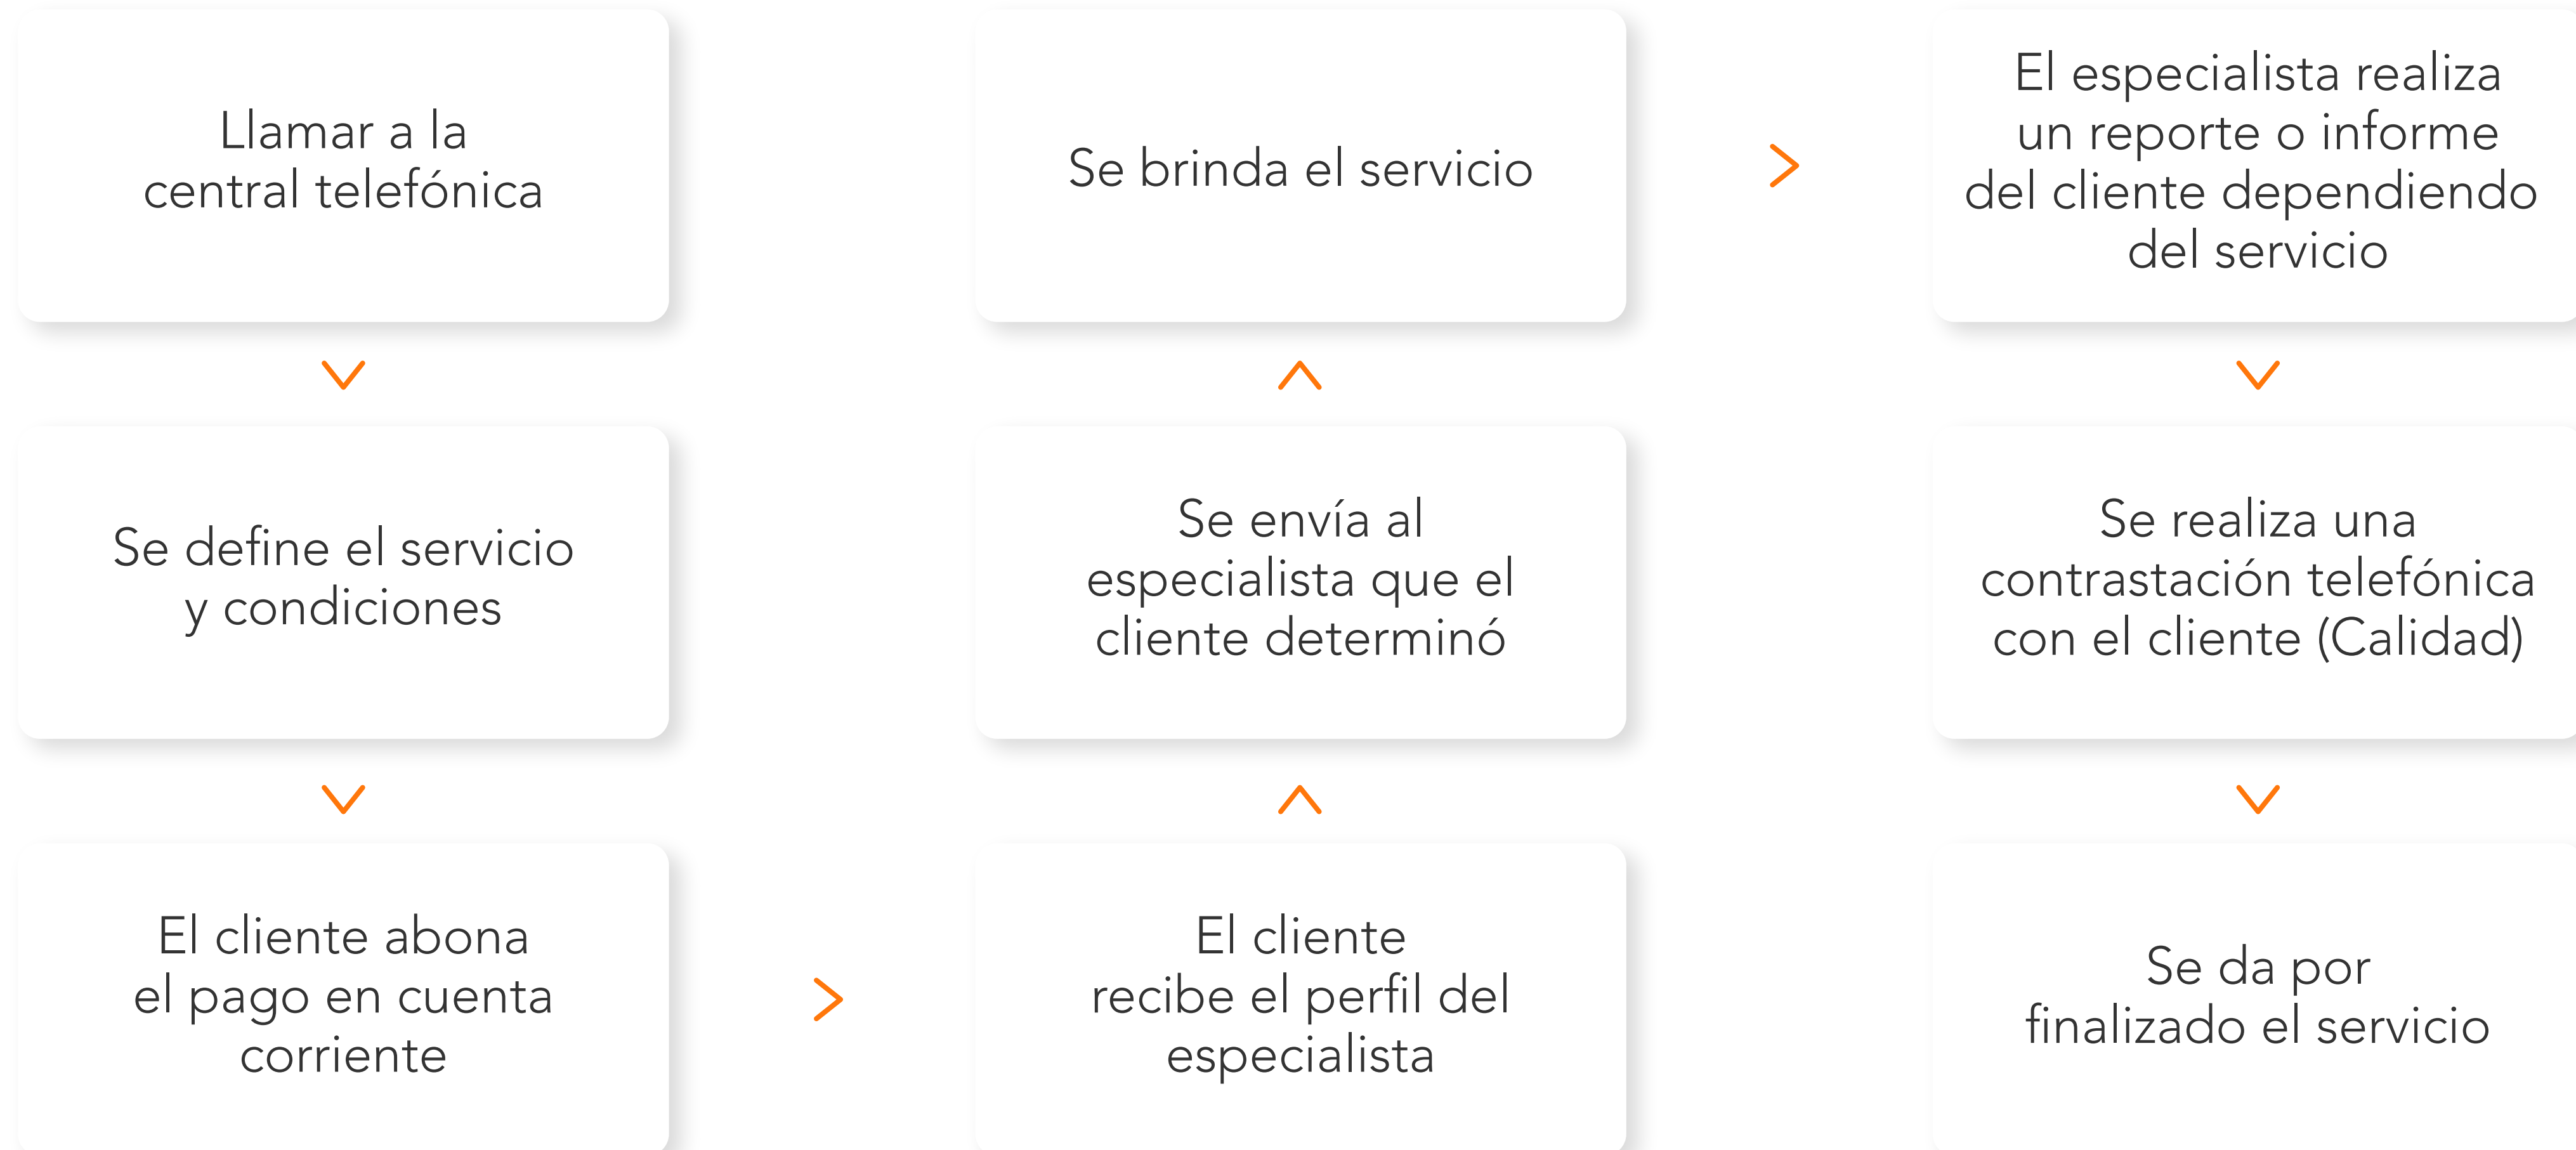 Llamar a la
central telefónica
Se define el servicio
y condiciones
El cliente abona
el pago en cuenta
corriente
El cliente
recibe el perfil del
especialista
Se envía al
especialista que el
cliente determinó
Se brinda el servicio
El especialista realiza
un reporte o informe
del cliente dependiendo
del servicio
Se realiza una
contrastación telefónica
con el cliente (Calidad)
Se da por
finalizado el servicio